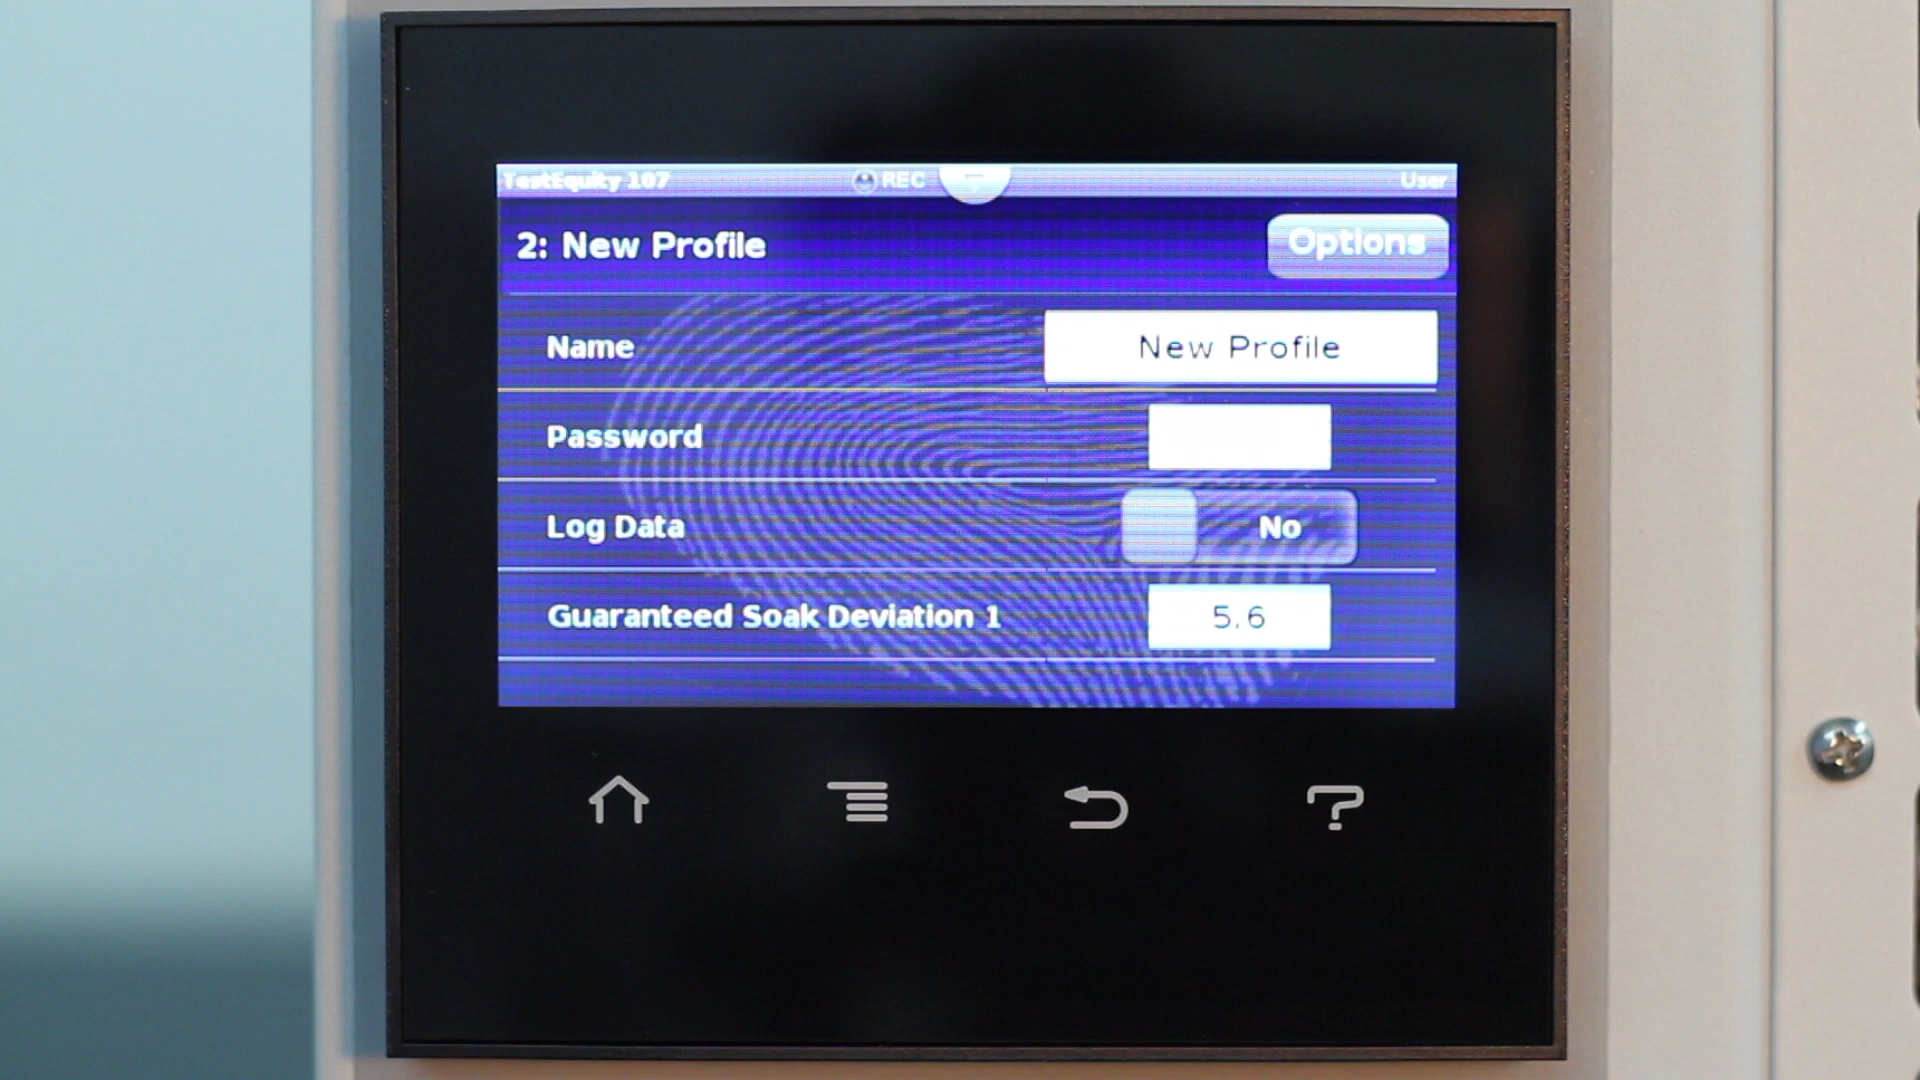 TestEquity 107 REC User
2: New Profile Options
Name New Profile
Password
Log Data No
Guaranteed Soak Deviation 1 5.6